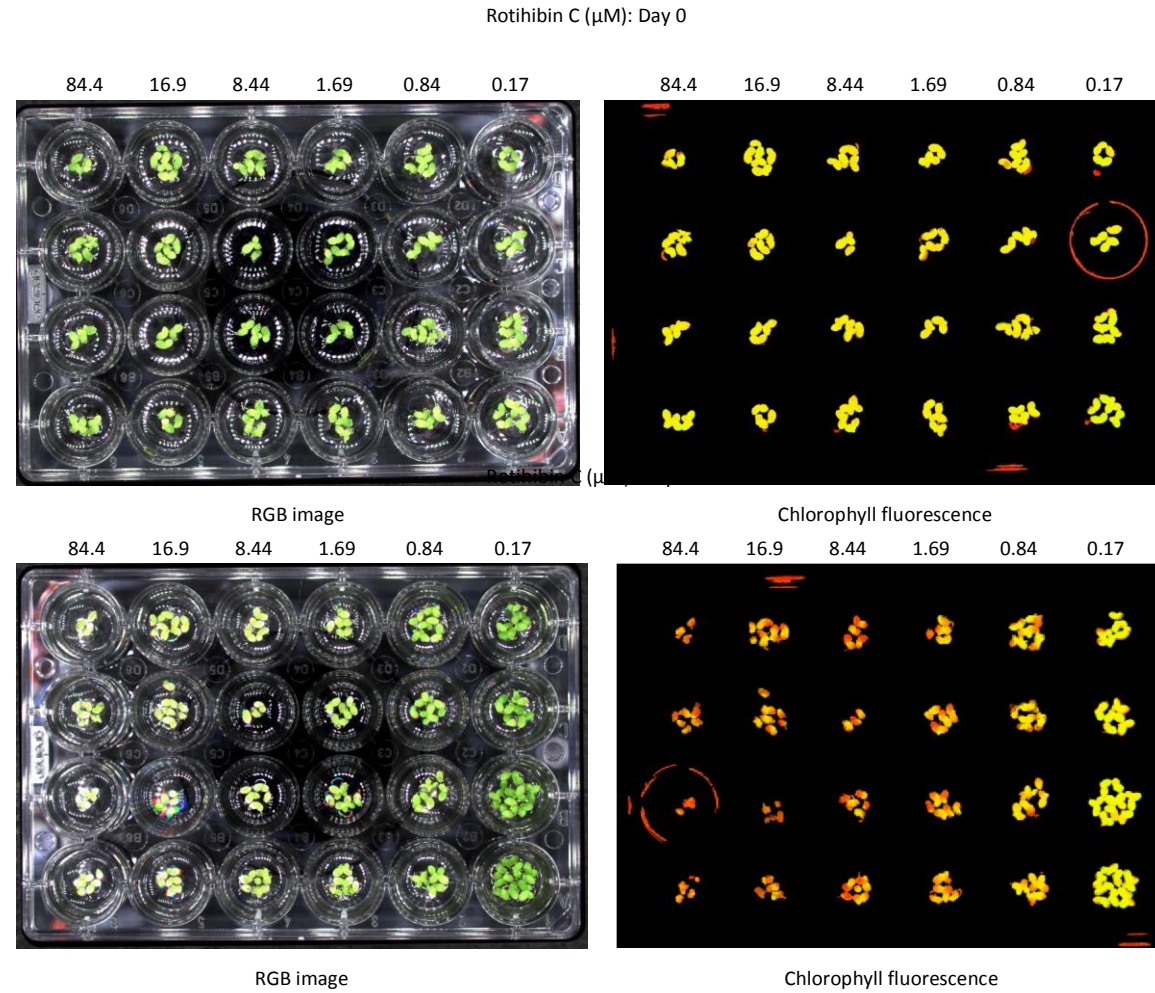 Rotihibin C (µM): Day 0
84.4 16.9 8.44 1.69 0.84 0.17 84.4 16.9 8.44 1.69 0.84 0.17
Rotihibin C (µ
RGB image Chlorophyll fluorescence
84.4 16.9 8.44 1.69 0.84 0.17 84.4 16.9 8.44 1.69 0.84 0.17
RGB image Chlorophyll fluorescence